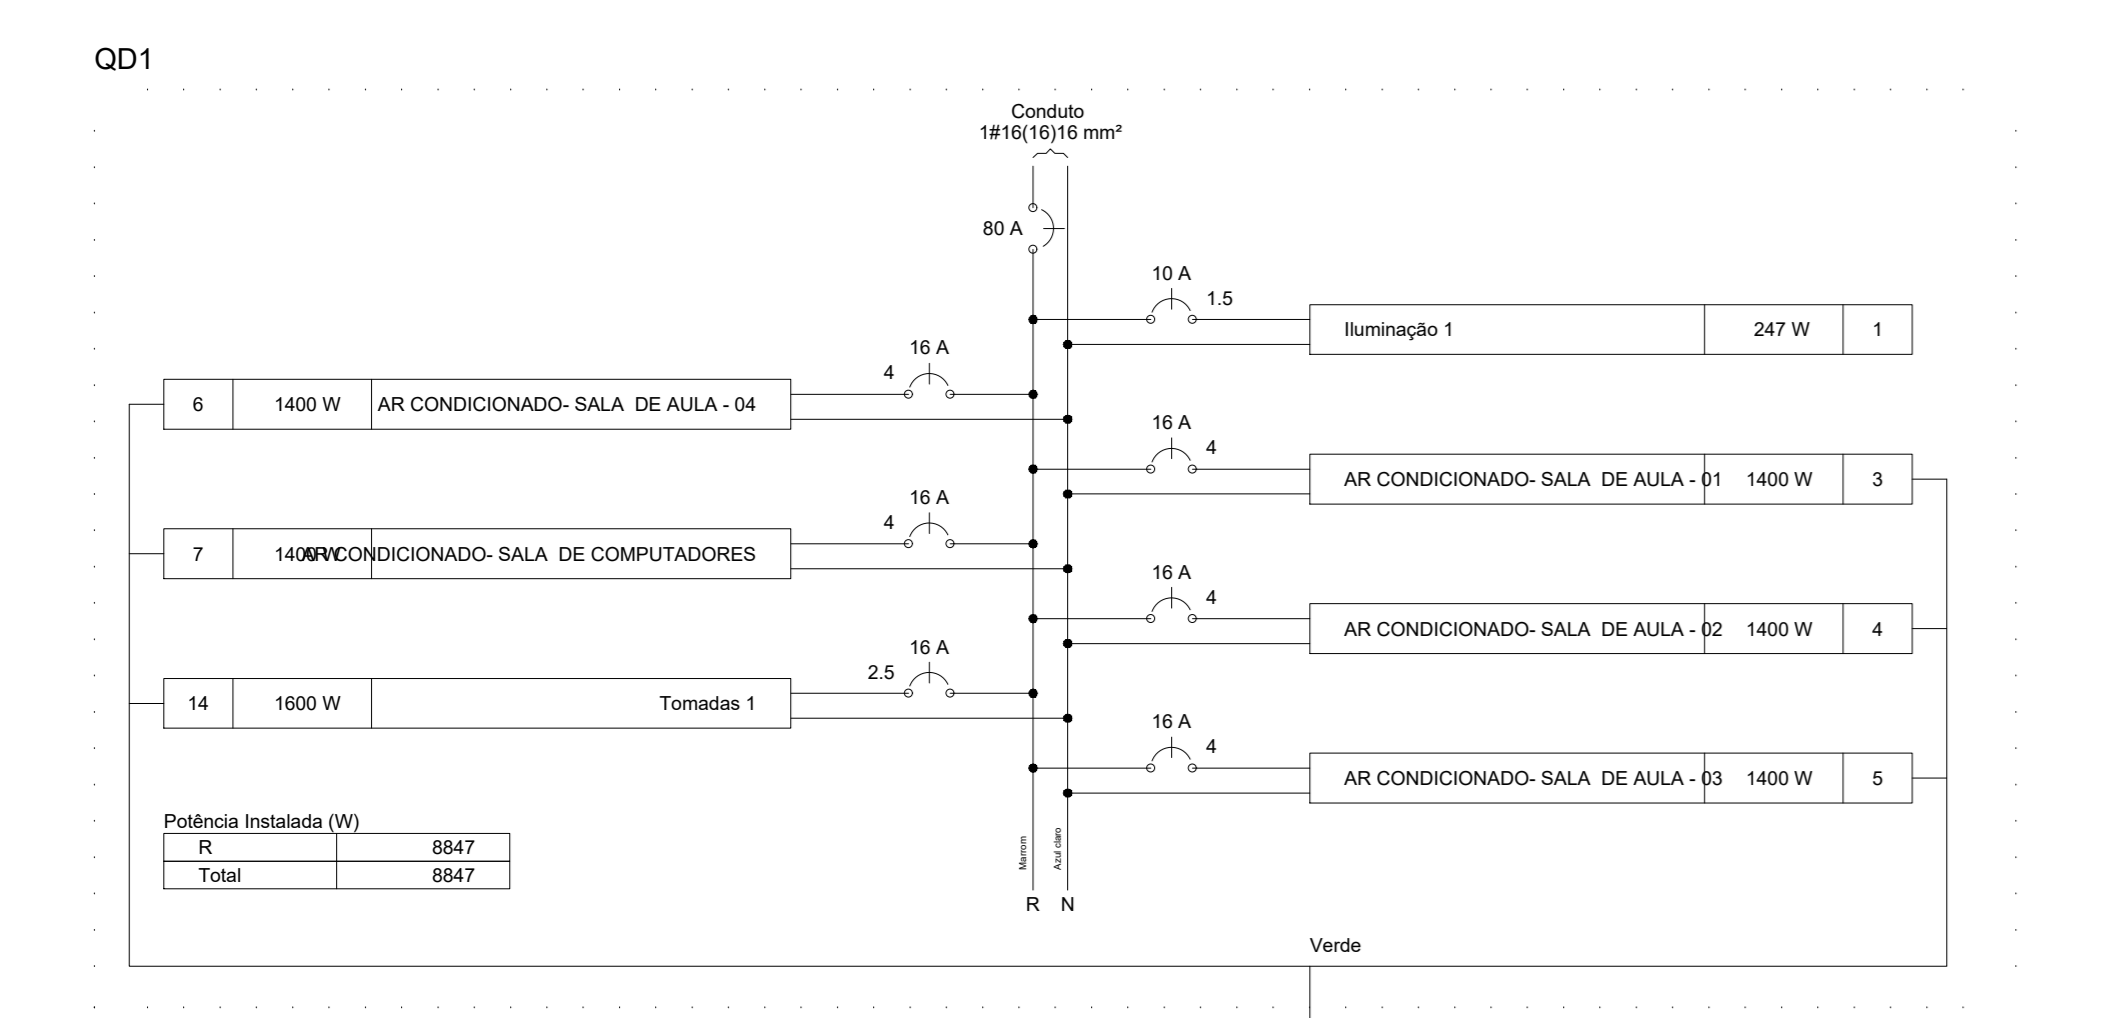 QD1
Conduto
1#16(16)16 mm²
80 A
10 A
1.5
Iluminação 1 247 W 1
16 A
4
6 1400 W AR CONDICIONADO- SALA DE AULA - 04
16 A
4
AR CONDICIONADO- SALA DE AULA - 01 1400 W 3
16 A
4
7 1400 W AR CONDICIONADO- SALA DE COMPUTADORES
16 A
4
AR CONDICIONADO- SALA DE AULA - 02 1400 W 4
16 A
2.5
14 1600 W Tomadas 1
16 A
4
AR CONDICIONADO- SALA DE AULA - 03 1400 W 5
Potência Instalada (W)
R 8847
Total 8847
Marrom
Azul claro
R N
Verde